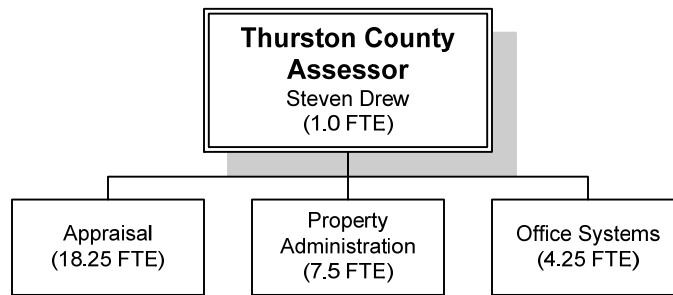 Thurston County
Assessor
Steven Drew
(1.0 FTE)
Appraisal
(18.25 FTE)
Property
Administration
(7.5 FTE)
Office Systems
(4.25 FTE)